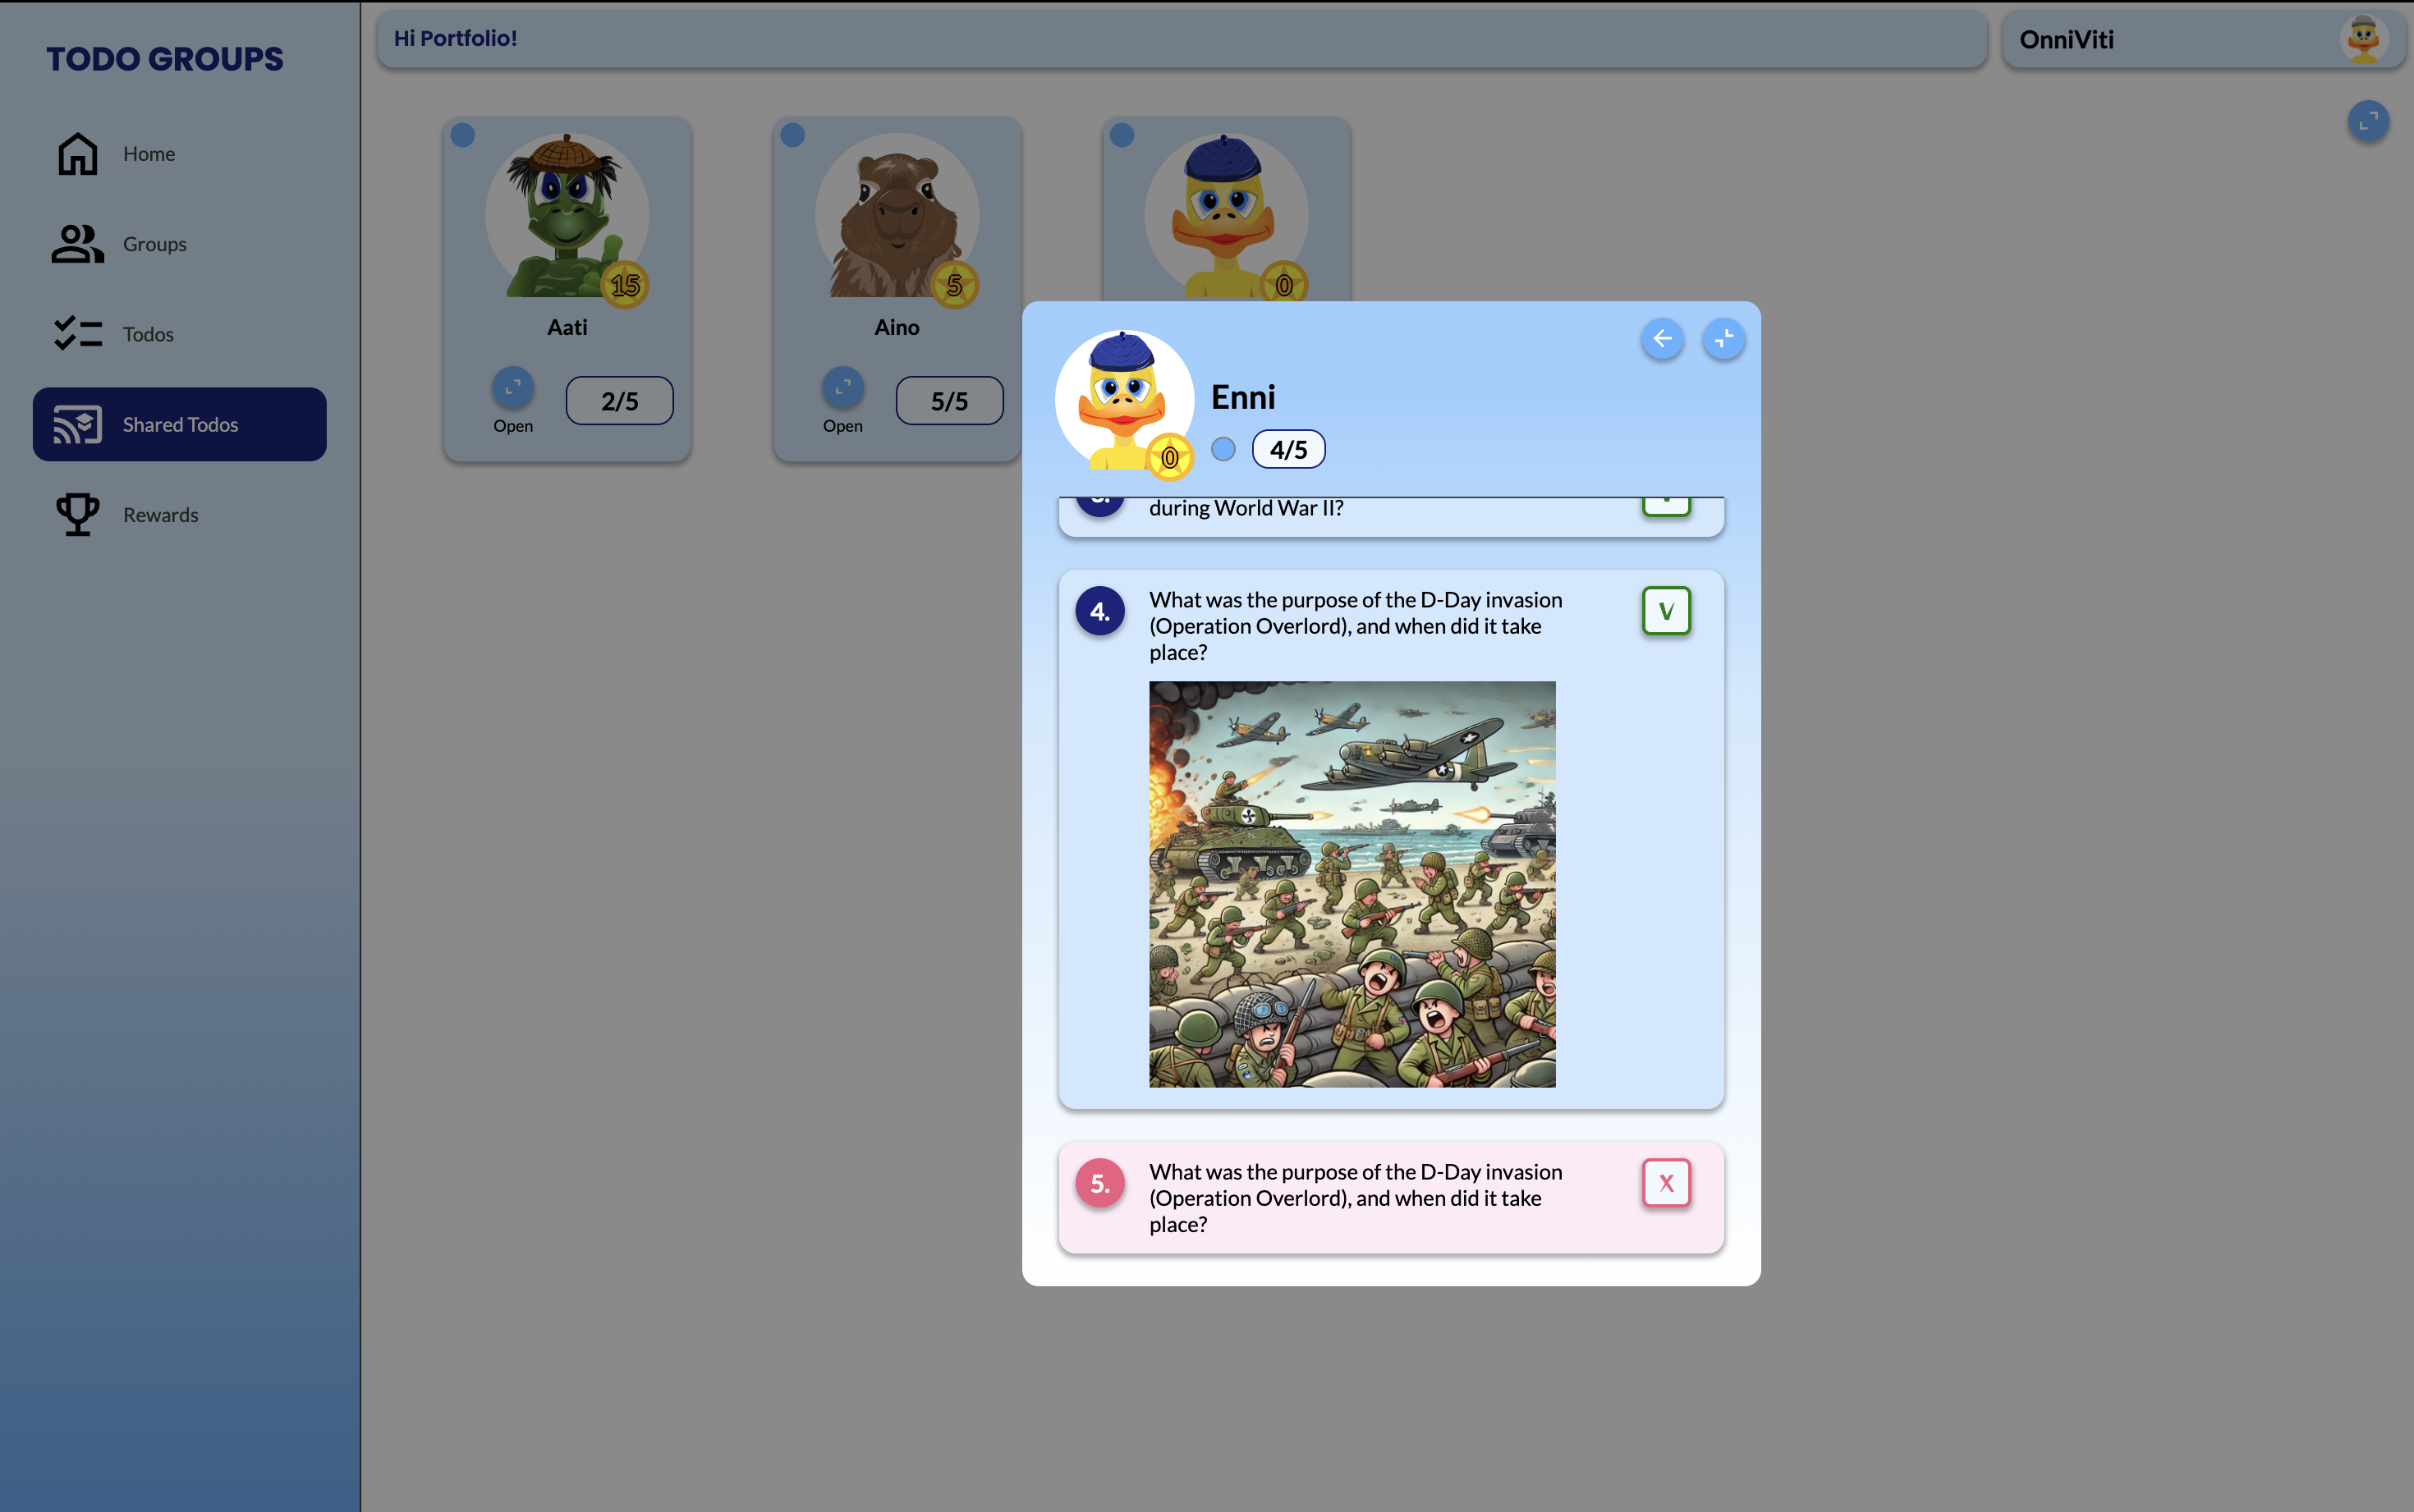 TODO GROUPS
Home
Groups
Todos
Shared Todos
Rewards
Hi Portfolio!
OnniViti
15
Aati
Open
2/5
5
Aino
Open
5/5
0
0
Enni
4/5
during World War II?
V
4.
What was the purpose of the D-Day invasion
(Operation Overlord), and when did it take
place?
V
5.
What was the purpose of the D-Day invasion
(Operation Overlord), and when did it take
place?
X